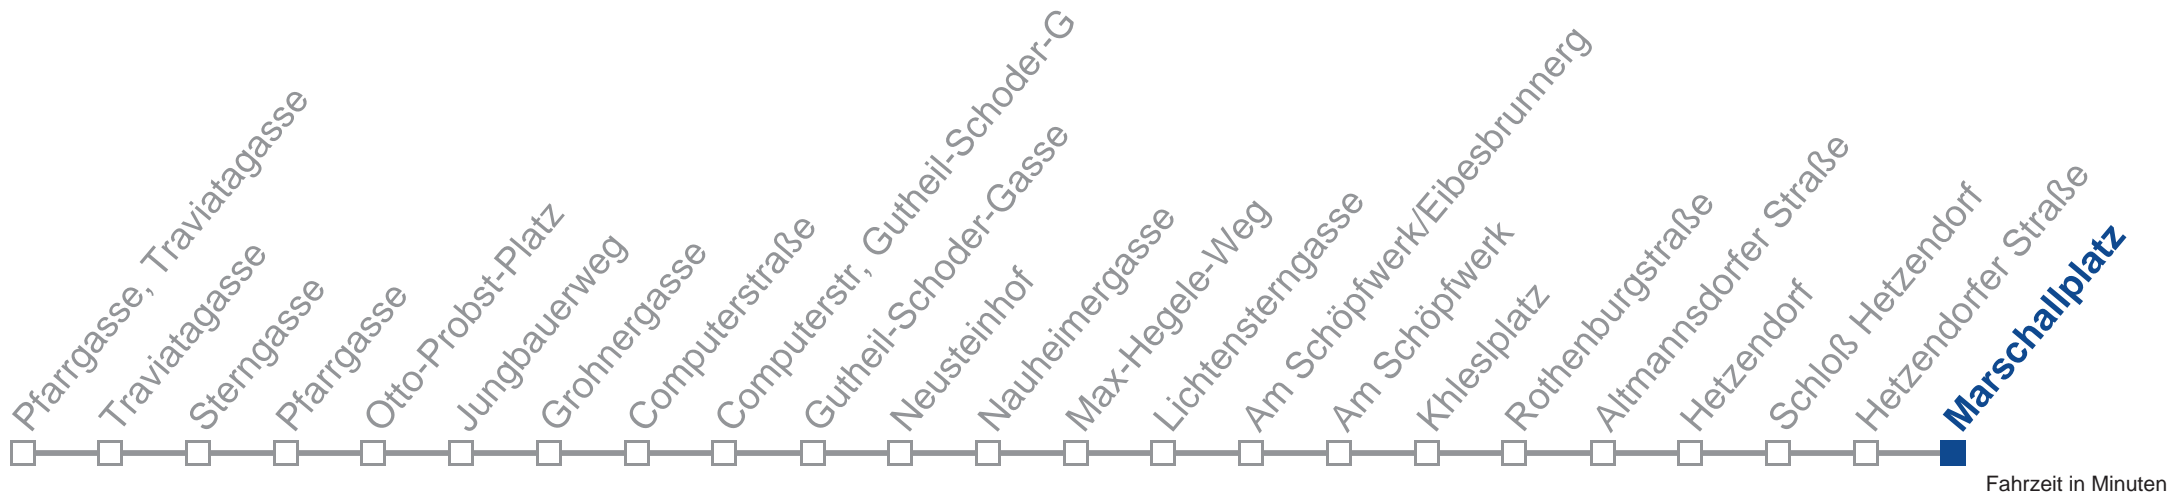 Pfarrgasse, Traviatagasse
Traviatagasse
Sterngasse
Pfarrgasse
Otto-Probst-Platz
Jungbauerweg
Grohnergasse
Computerstraße
Computerstr, Gutheil-Schoder-G
Gutheil-Schoder-Gasse
Neusteinhof
Nauheimergasse
Max-Hegele-Weg
Lichtensterngasse
Am Schöpfwerk/Eibesbrunnerg
Am Schöpfwerk
Khleslplatz
Rothenburgstraße
Altmannsdorfer Straße
Hetzendorf
Schloß Hetzendorf
Hetzendorfer Straße
Marschallplatz
Fahrzeit in Minuten